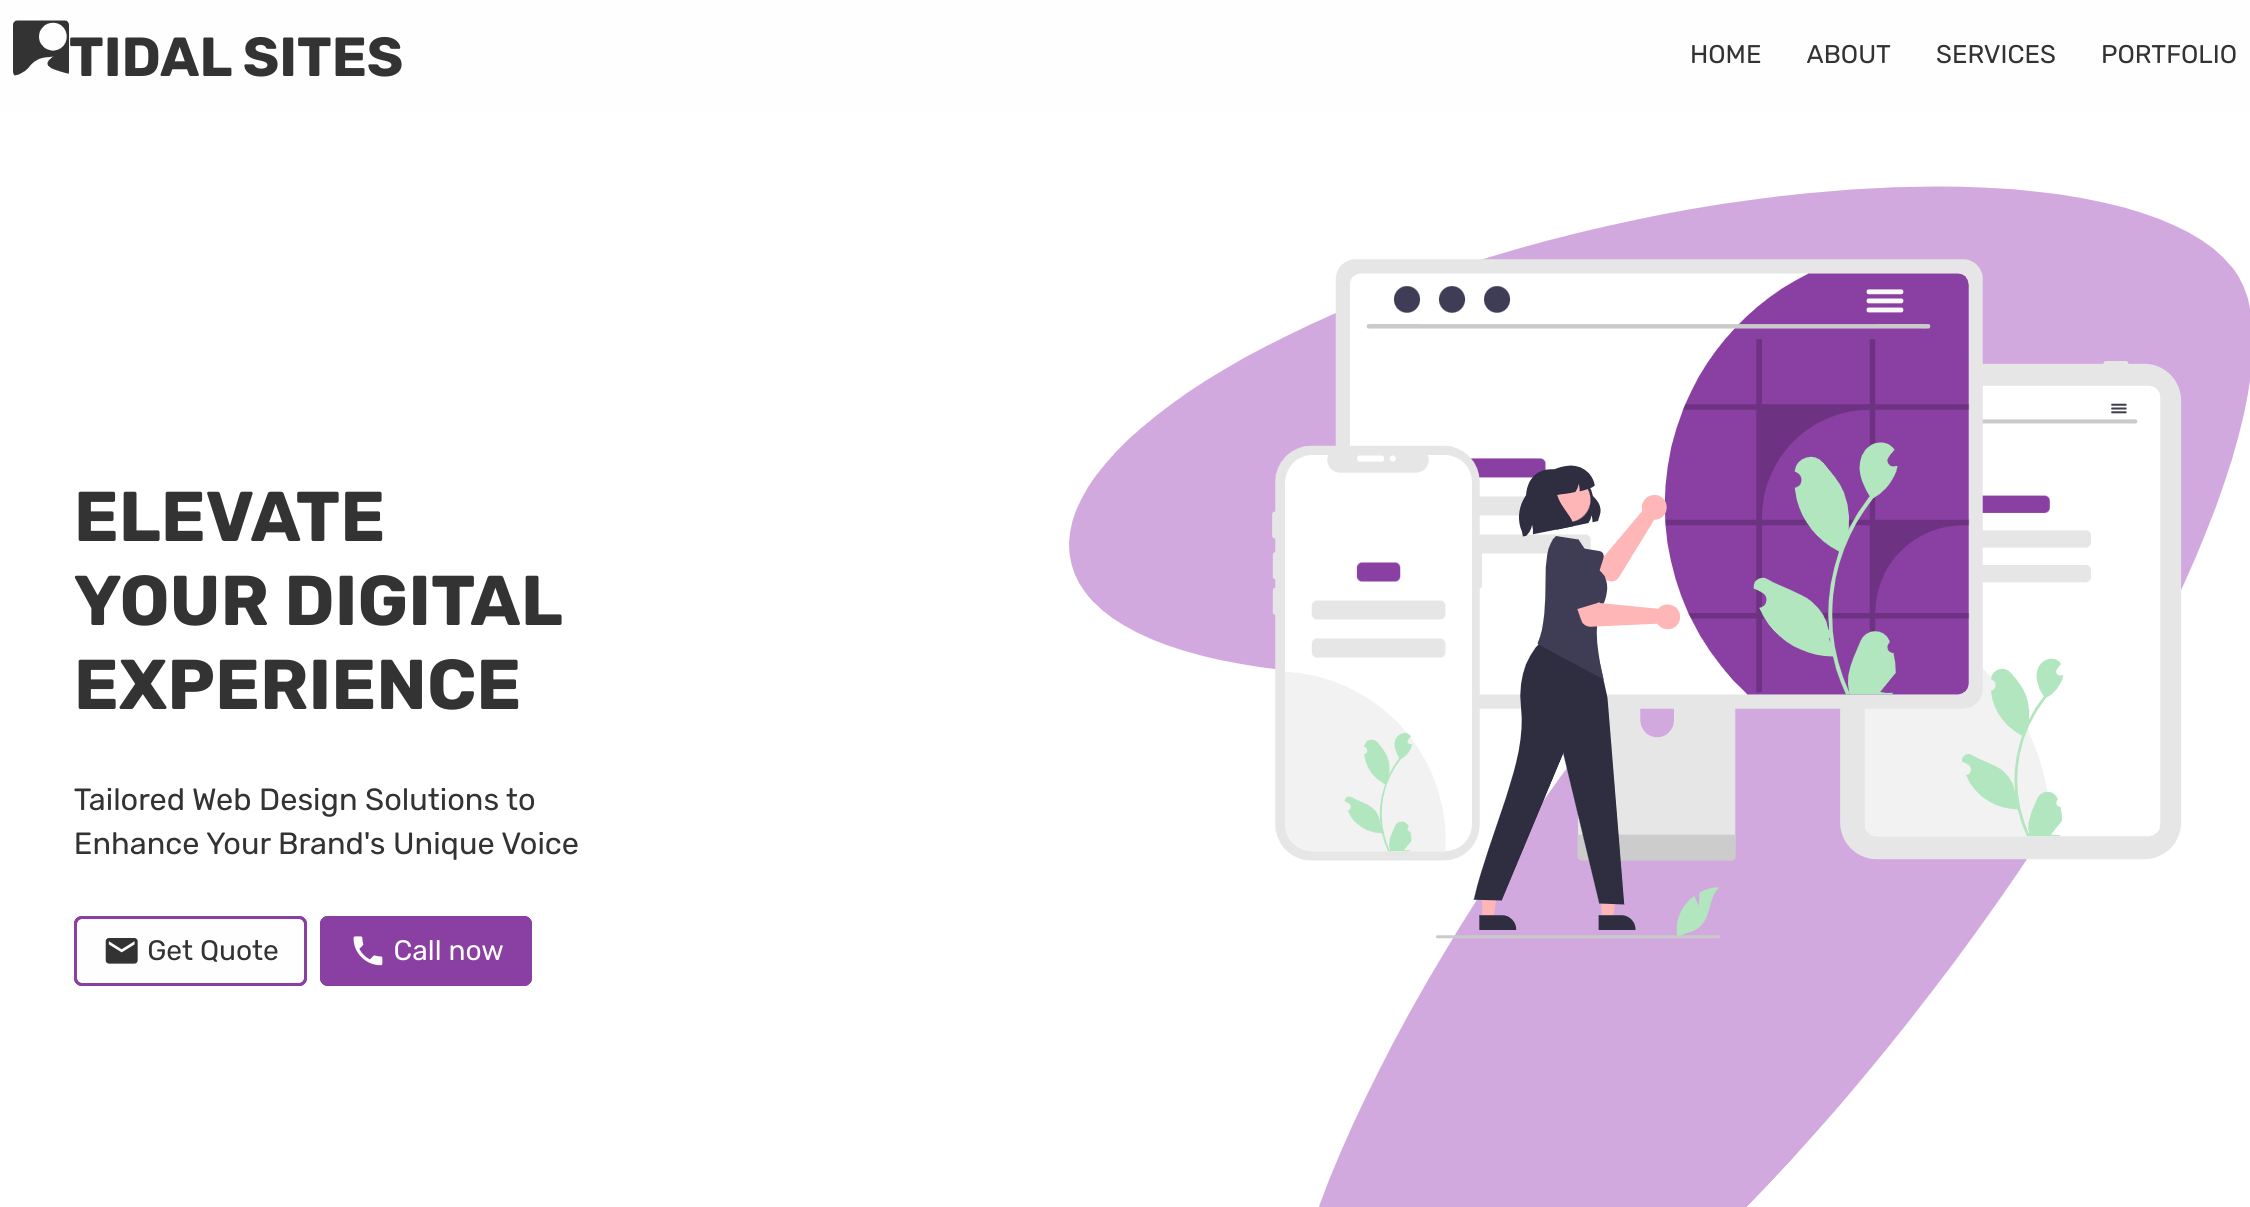 TIDAL SITES
HOME ABOUT SERVICES PORTFOLIO
ELEVATE
YOUR DIGITAL
EXPERIENCE
Tailored Web Design Solutions to
Enhance Your Brand's Unique Voice
Get Quote Call now